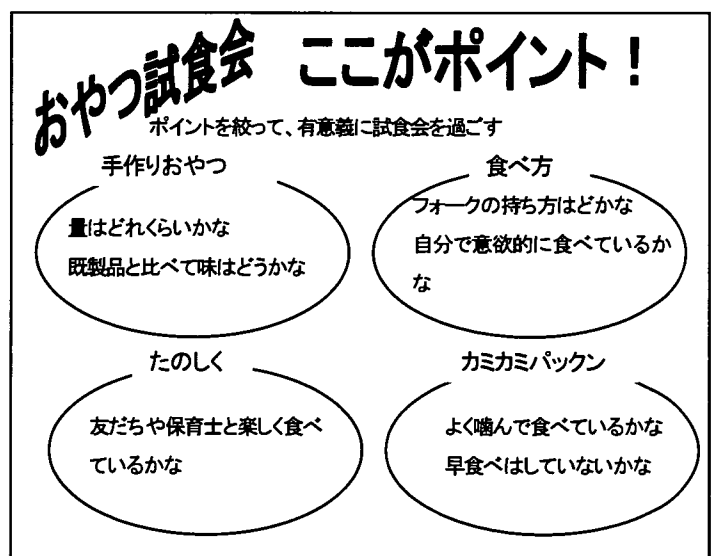 おやつ試食会 ここがポイント！
ポイントを絞って、有意義に試食会を過ごす
手作りおやつ
量はどれくらいかな
既製品と比べて味はどうかな
食べ方
フォークの持ち方はどかな
自分で意欲的に食べているか
な
たのしく
友だちや保育士と楽しく食べ
ているかな
カミカミパックン
よく噛んで食べているかな
早食べはしていないかな